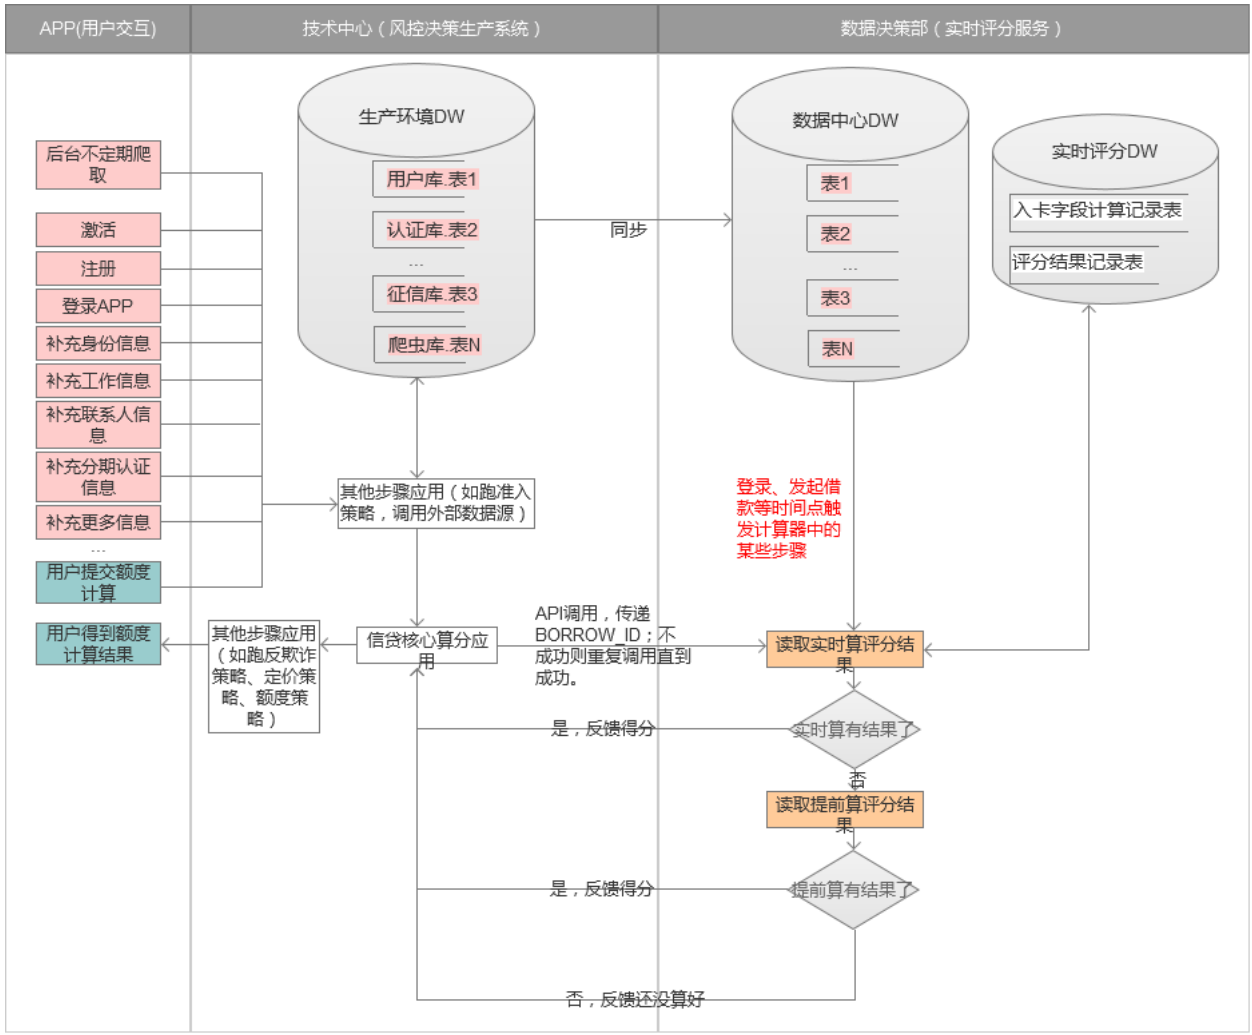 APP(用户交互)
技术中心（风控决策生产系统）
数据决策部（实时评分服务）
后台不定期爬
取
激活
注册
登录APP
补充身份信息
补充工作信息
补充联系人信
息
补充分期认证
信息
补充更多信息
...
用户提交额度
计算
用户得到额度
计算结果
生产环境DW
用户库.表1
认证库.表2
...
征信库.表3
爬虫库.表N
同步
其他步骤应用（如跑准入
策略，调用外部数据源）
信贷核心算分应
用
其他步骤应用
（如跑反欺诈
策略、定价策
略、额度策
略）
API调用，传递
BORROW_ID；不
成功则重复调用直到
成功。
是，反馈得分
是，反馈得分
否，反馈还没算好
数据中心DW
表1
表2
...
表3
表N
登录、发起借
款等时间点触
发计算器中的
某些步骤
读取实时算评分结
果
实时算有结果了
否
读取提前算评分结
果
提前算有结果了
实时评分DW
入卡字段计算记录表
评分结果记录表